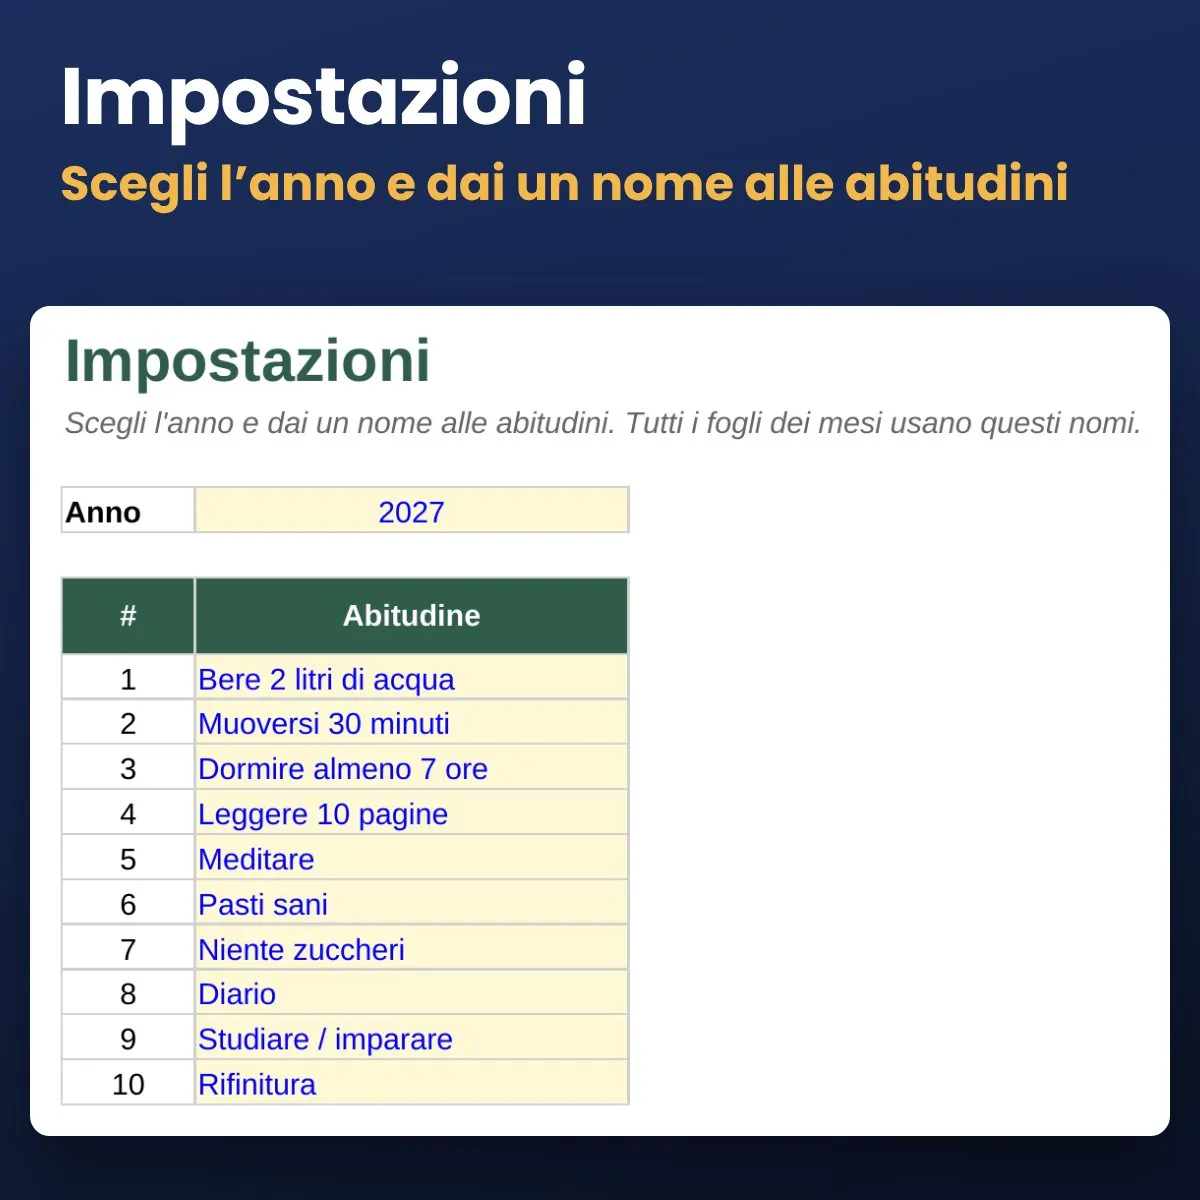 Impostazioni
Scegli l’anno e dai un nome alle abitudini
Impostazioni
Scegli l'anno e dai un nome alle abitudini. Tutti i fogli dei mesi usano questi nomi.
Anno 2027
# Abitudine
1 Bere 2 litri di acqua
2 Muoversi 30 minuti
3 Dormire almeno 7 ore
4 Leggere 10 pagine
5 Meditare
6 Pasti sani
7 Niente zuccheri
8 Diario
9 Studiare / imparare
10 Rifinitura